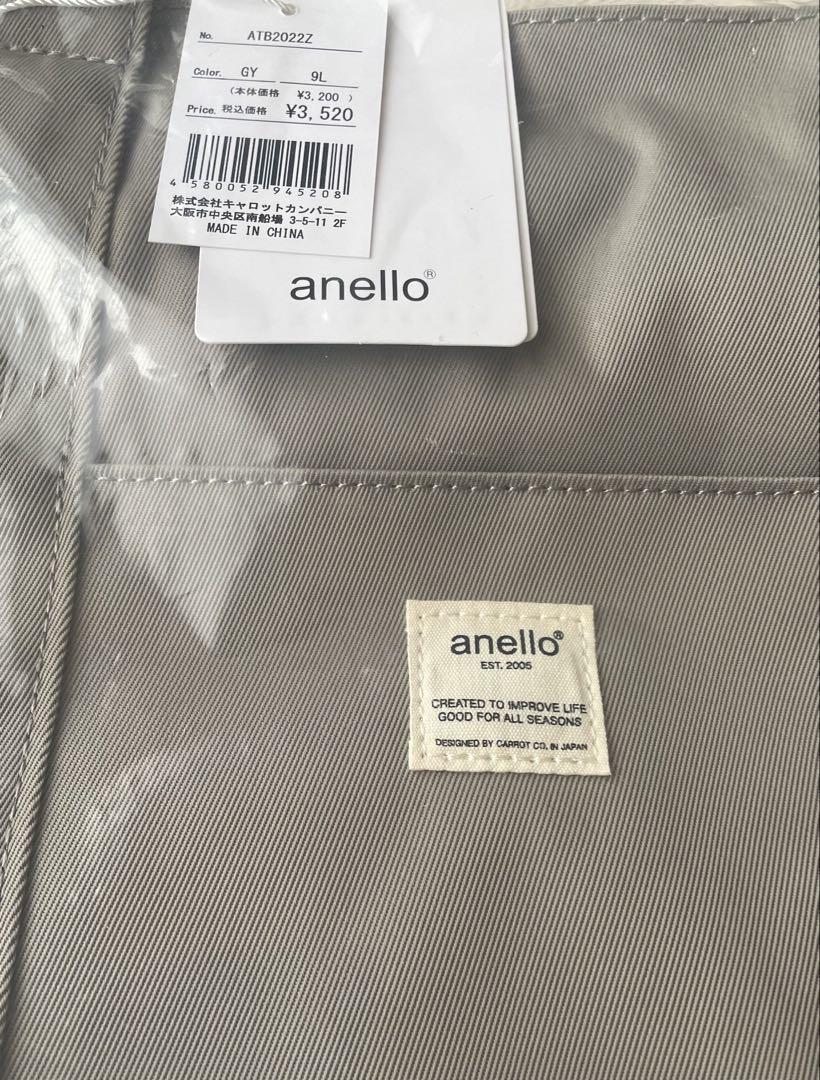 No. ATB2022Z
Color. GY 9L
(本体価格 ¥3,200 )
Price. 税込価格 ¥3,520
4 580052 945208
株式会社キャロットカンパニー
大阪市中央区南船場 3-5-11 2F
MADE IN CHINA
anello®
anello®
EST. 2005
CREATED TO IMPROVE LIFE
GOOD FOR ALL SEASONS
DESIGNED BY CARROT CO. IN JAPAN